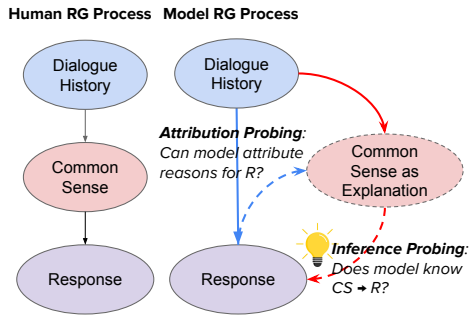 Human RG Process
Model RG Process
Dialogue
History
Common
Sense
Response
Dialogue
History
Attribution Probing:
Can model attribute
reasons for R?
Common
Sense as
Explanation
Inference Probing:
Does model know
CS → R?
Response